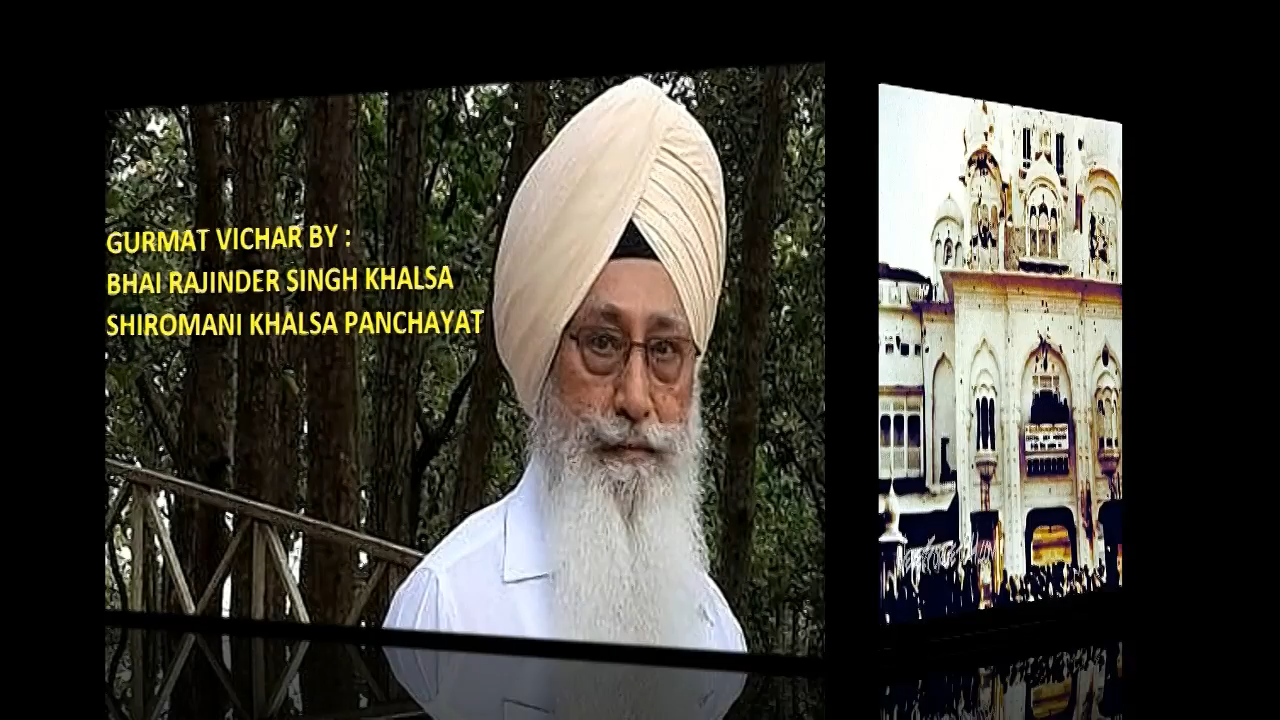 GURMAT VICHAR BY :
BHAI RAJINDER SINGH KHALSA
SHIROMANI KHALSA PANCHAYAT